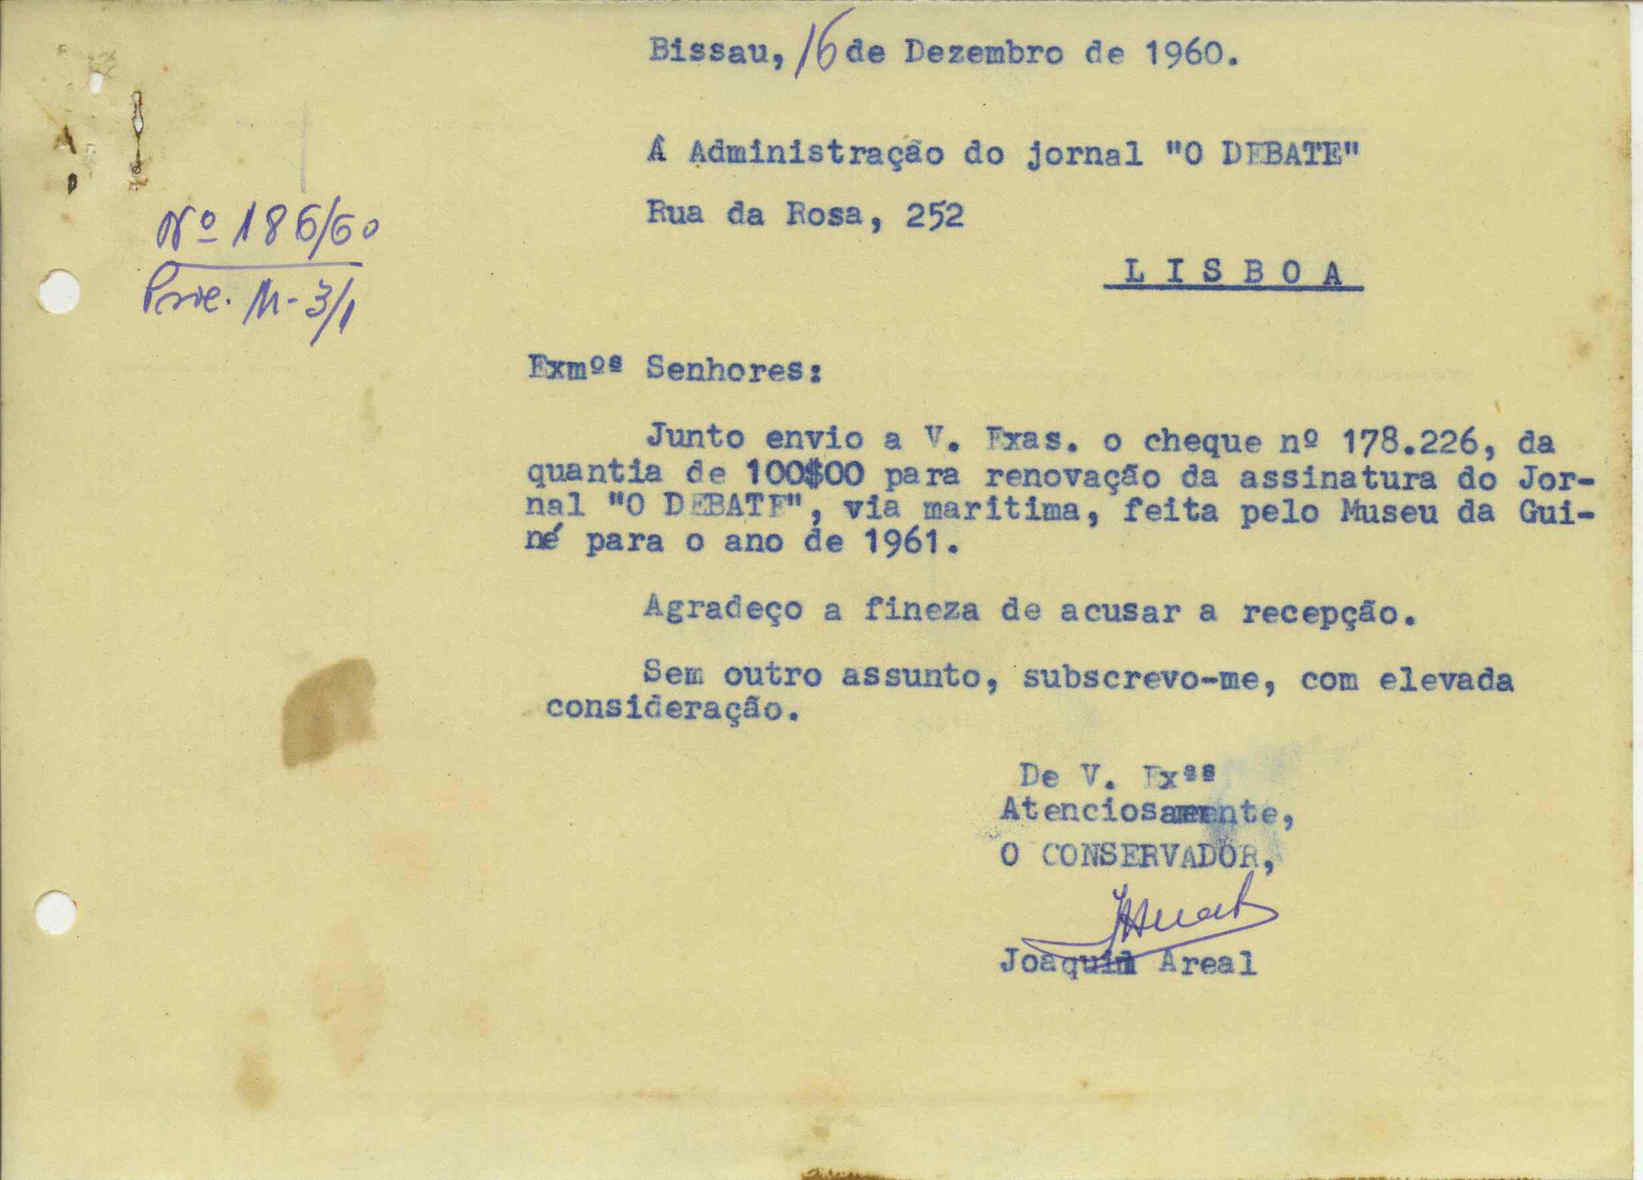 Bissau, 16 de Dezembro de 1960.
Â Administração do jornal "O DEBATE"
Rua da Rosa, 252
L I S B O A
Nº 186/60
Proc. M-3/1
Exmºs Senhores:
Junto envio a V. Exas. o cheque nº 178.226, da
quantia de 100$00 para renovação da assinatura do Jor-
nal "O DEBATE", via maritima, feita pelo Museu da Gui-
né para o ano de 1961.
Agradeço a fineza de acusar a recepção.
Sem outro assunto, subscrevo-me, com elevada
consideração.
De V. Exªs
Atenciosamente,
O CONSERVADOR,
Joaquim Areal